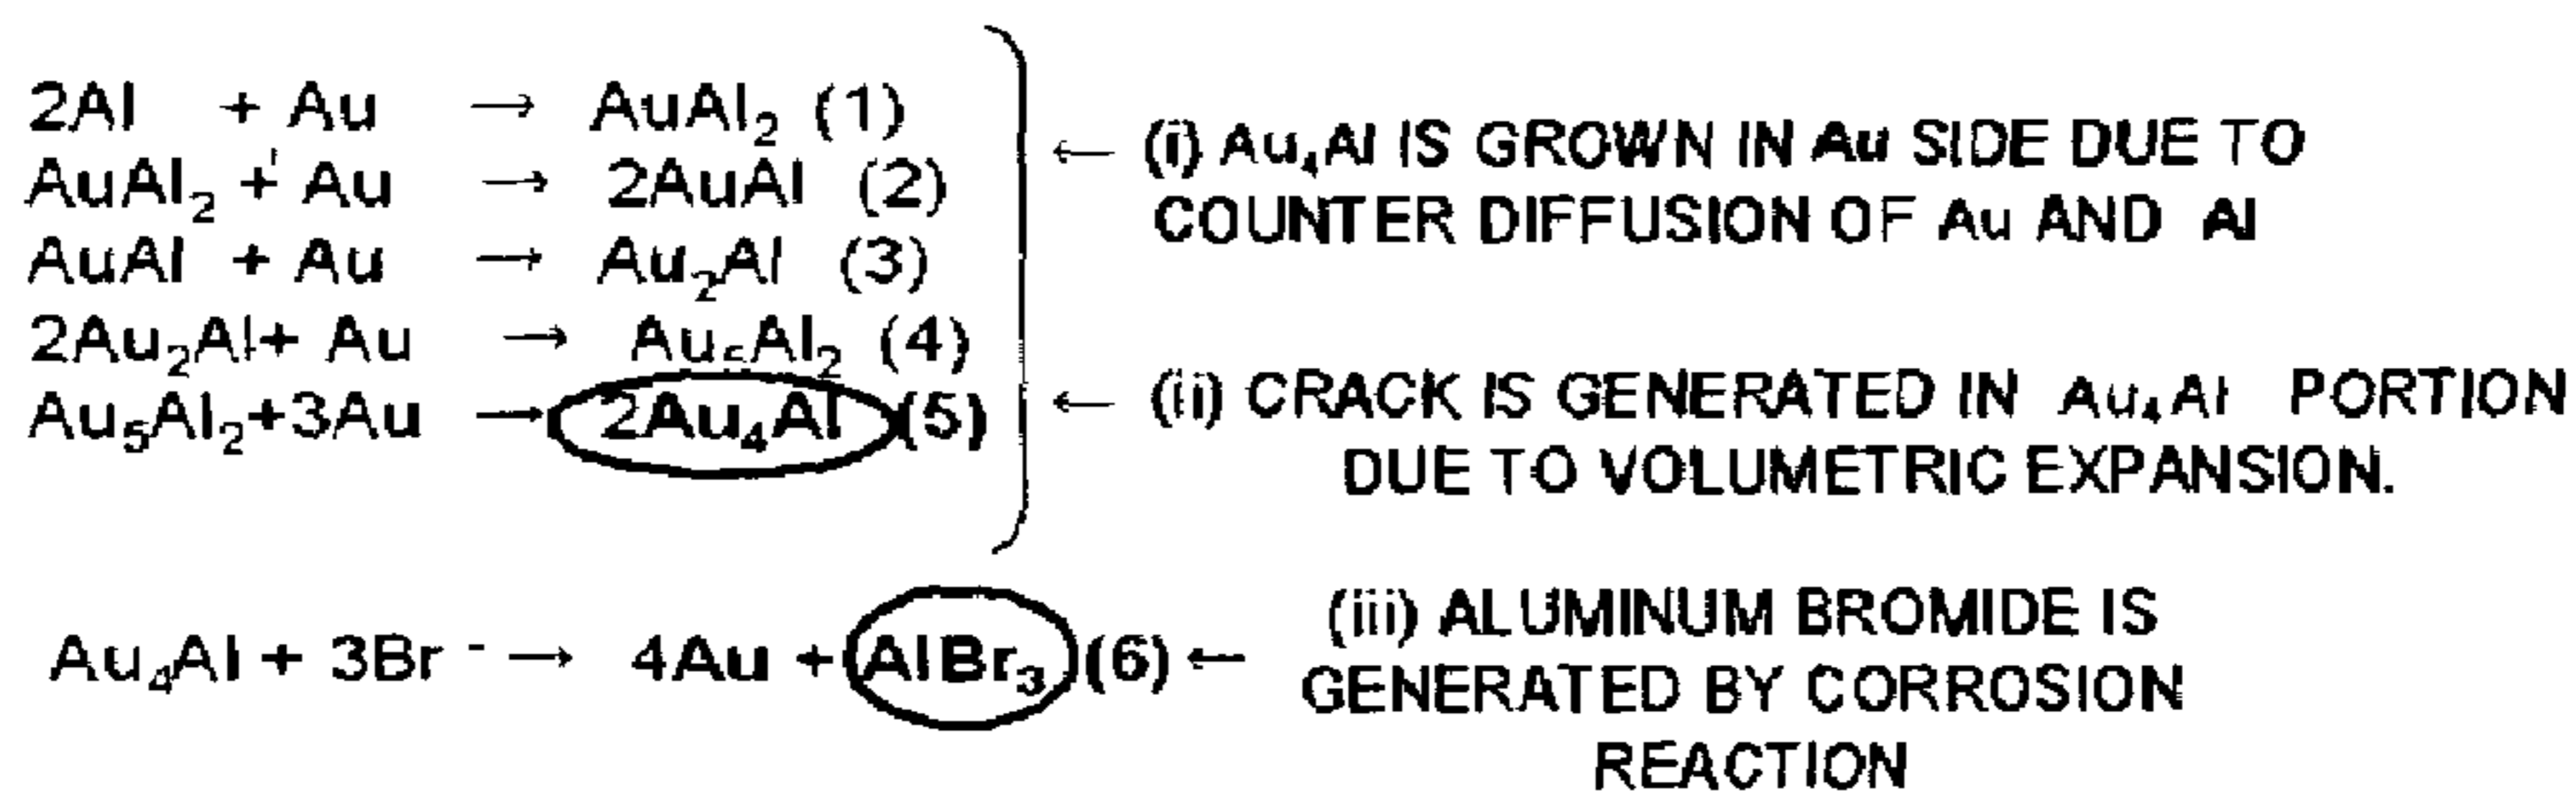 2Al + Au → AuAl₂ (1)
AuAl₂ + Au → 2AuAl (2)
AuAl + Au → Au₂Al (3)
2Au₂Al+ Au → Au₅Al₂ (4)
Au₅Al₂+3Au → 2Au₄Al (5)
← (i) Au₄Al IS GROWN IN Au SIDE DUE TO
COUNTER DIFFUSION OF Au AND Al
← (ii) CRACK IS GENERATED IN Au₄Al PORTION
DUE TO VOLUMETRIC EXPANSION.
Au₄Al + 3Br⁻ → 4Au + AlBr₃ (6) ← (iii) ALUMINUM BROMIDE IS
GENERATED BY CORROSION
REACTION